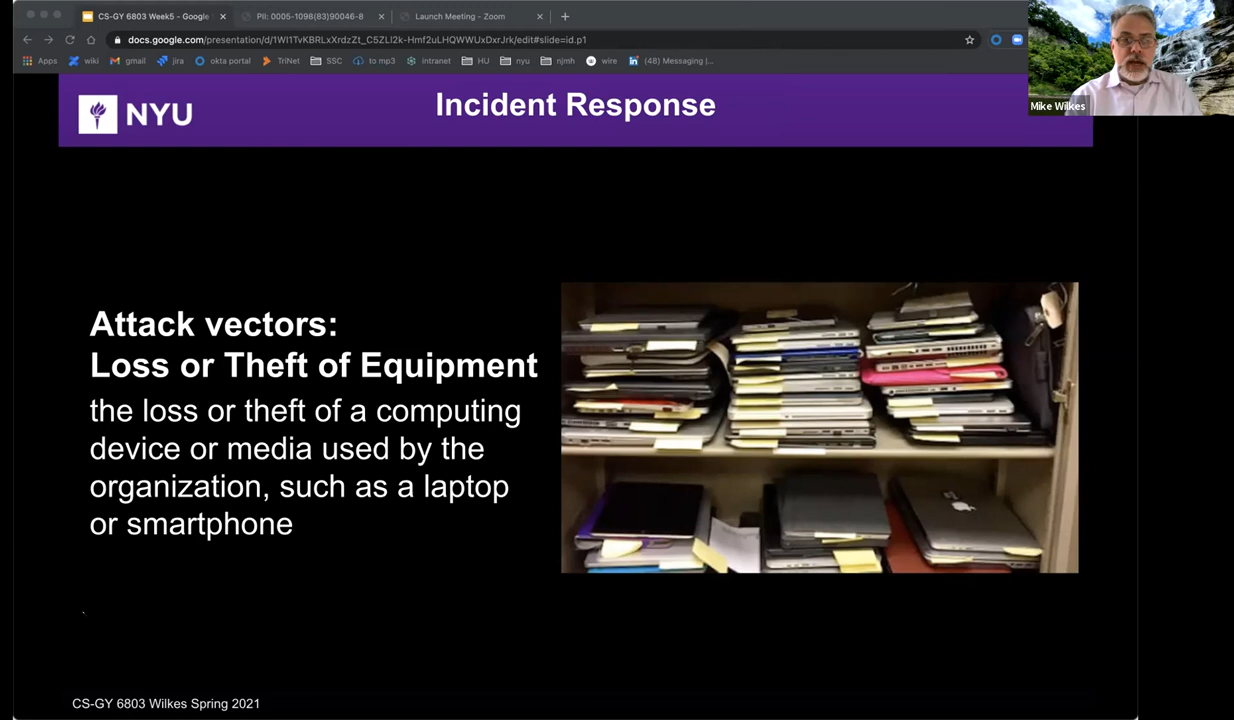 CS-GY 6803 Week5 - Google
PII: 0005-1098(83)90046-8
Launch Meeting - Zoom
docs.google.com/presentation/d/1WI1TvKBRLxXrdzZt_C5ZLI2k-Hmf2uLHQWWUxDxrJrk/edit#slide=id.p1
Apps
wiki
gmail
jira
okta portal
TriNet
SSC
to mp3
intranet
HU
nyu
njmh
wire
(48) Messaging |...
Mike Wilkes
NYU
Incident Response
Attack vectors:
Loss or Theft of Equipment
the loss or theft of a computing
device or media used by the
organization, such as a laptop
or smartphone
CS-GY 6803 Wilkes Spring 2021